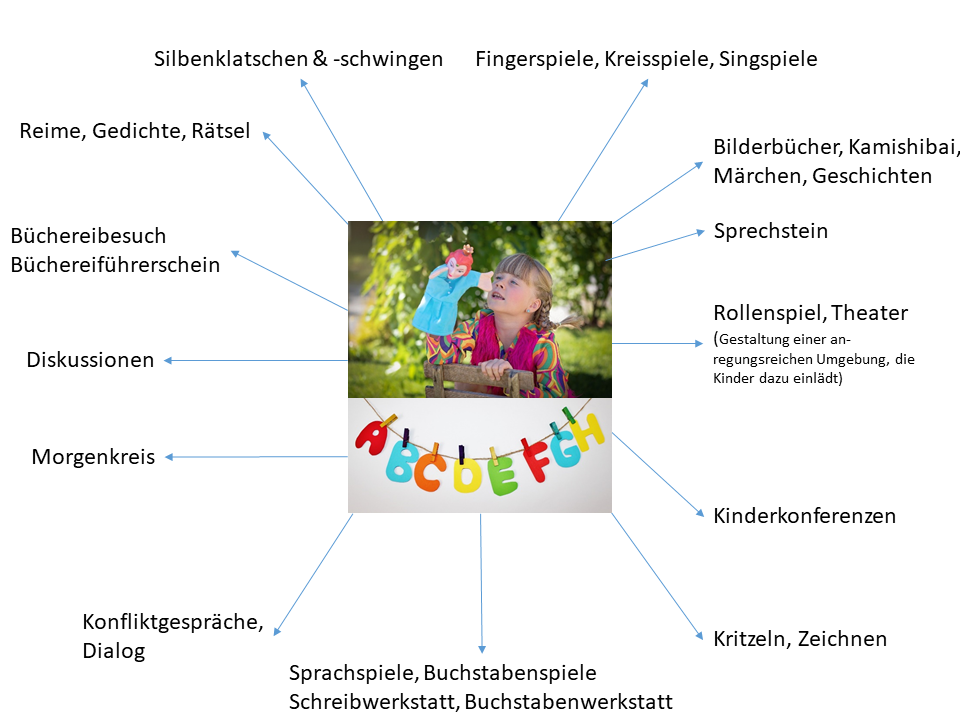 Silbenklatschen & -schwingen
Fingerspiele, Kreisspiele, Singspiele
Reime, Gedichte, Rätsel
Bilderbücher, Kamishibai,
Märchen, Geschichten
Büchereibesuch
Büchereiführerschein
Sprechstein
Rollenspiel, Theater
(Gestaltung einer an-
regungsreichen Umgebung, die
Kinder dazu einlädt)
Diskussionen
A B C D E F G H
Morgenkreis
Kinderkonferenzen
Konfliktgespräche,
Dialog
Kritzeln, Zeichnen
Sprachspiele, Buchstabenspiele
Schreibwerkstatt, Buchstabenwerkstatt